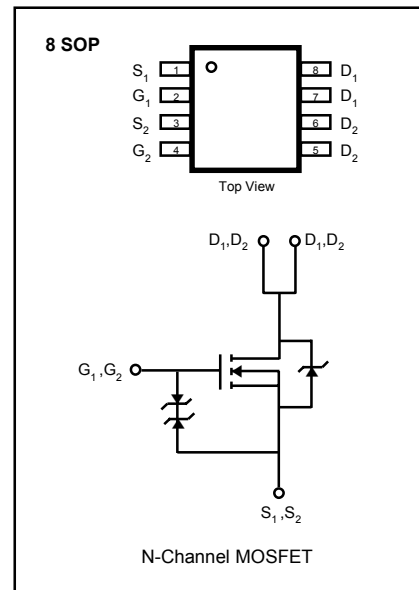 8 SOP
S₁ 1 8 D₁
G₁ 2 7 D₁
S₂ 3 6 D₂
G₂ 4 5 D₂
Top View
D₁,D₂ D₁,D₂
G₁,G₂
S₁,S₂
N-Channel MOSFET